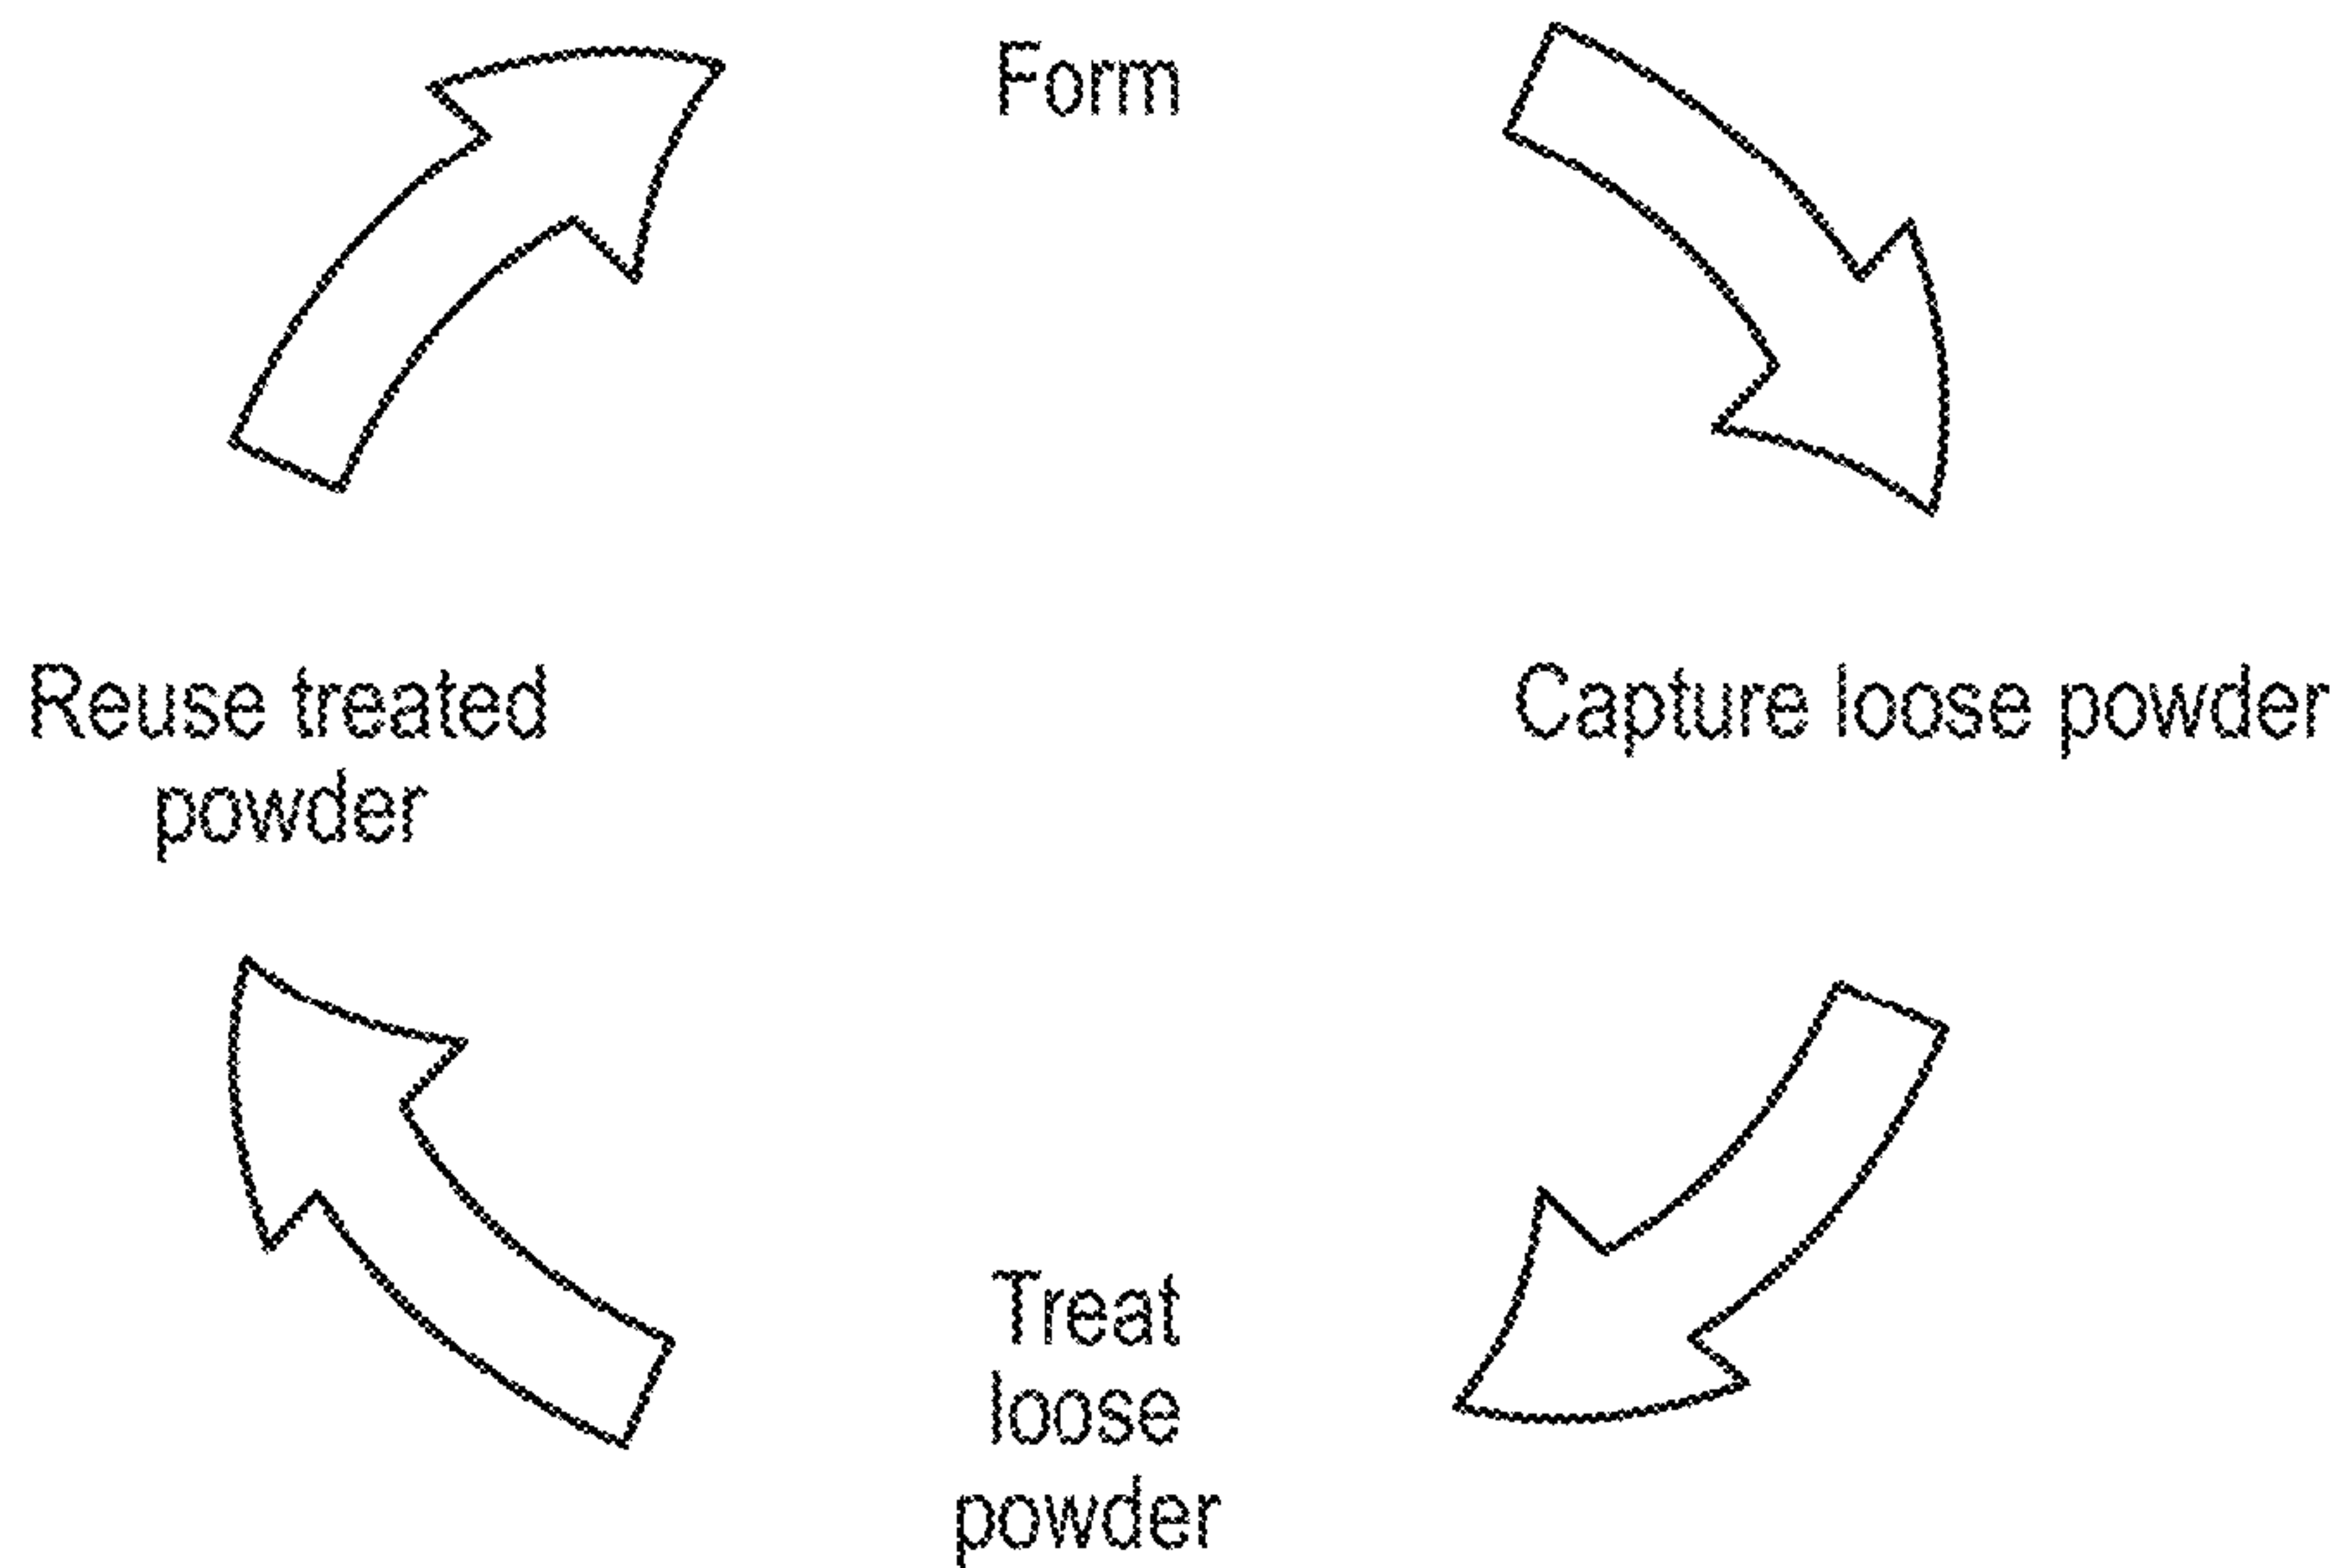 Form
Reuse treated
powder
Capture loose powder
Treat
loose
powder